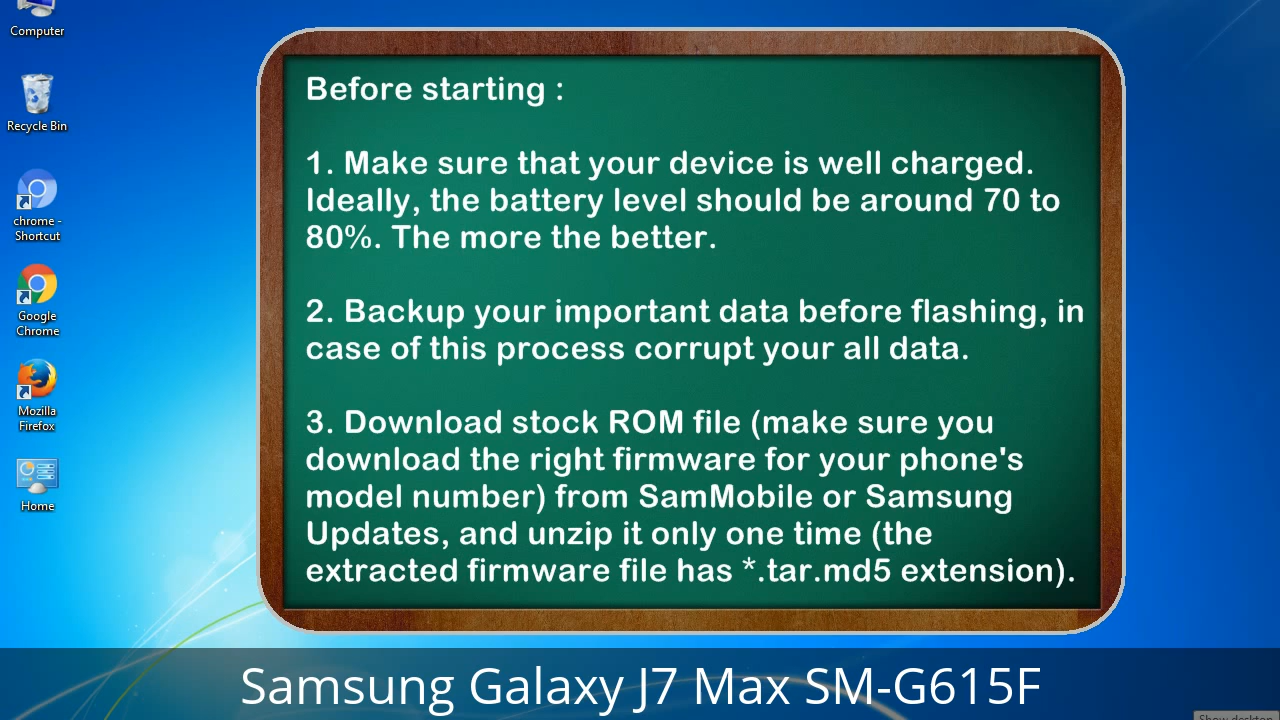 Computer
Recycle Bin
chrome -
Shortcut
Google
Chrome
Mozilla
Firefox
Home
Before starting :
1. Make sure that your device is well charged.
Ideally, the battery level should be around 70 to
80%. The more the better.
2. Backup your important data before flashing, in
case of this process corrupt your all data.
3. Download stock ROM file (make sure you
download the right firmware for your phone's
model number) from SamMobile or Samsung
Updates, and unzip it only one time (the
extracted firmware file has *.tar.md5 extension).
Samsung Galaxy J7 Max SM-G615F
Show desktop